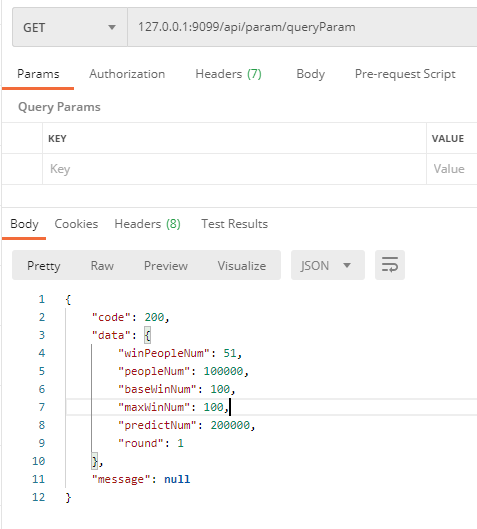 GET 127.0.0.1:9099/api/param/queryParam
Params Authorization Headers (7) Body Pre-request Script
Query Params
KEY VALUE
Key Value
Body Cookies Headers (8) Test Results
Pretty Raw Preview Visualize JSON
1 {
2 "code": 200,
3 "data": {
4 "winPeopleNum": 51,
5 "peopleNum": 100000,
6 "baseWinNum": 100,
7 "maxWinNum": 100,
8 "predictNum": 200000,
9 "round": 1
10 },
11 "message": null
12 }